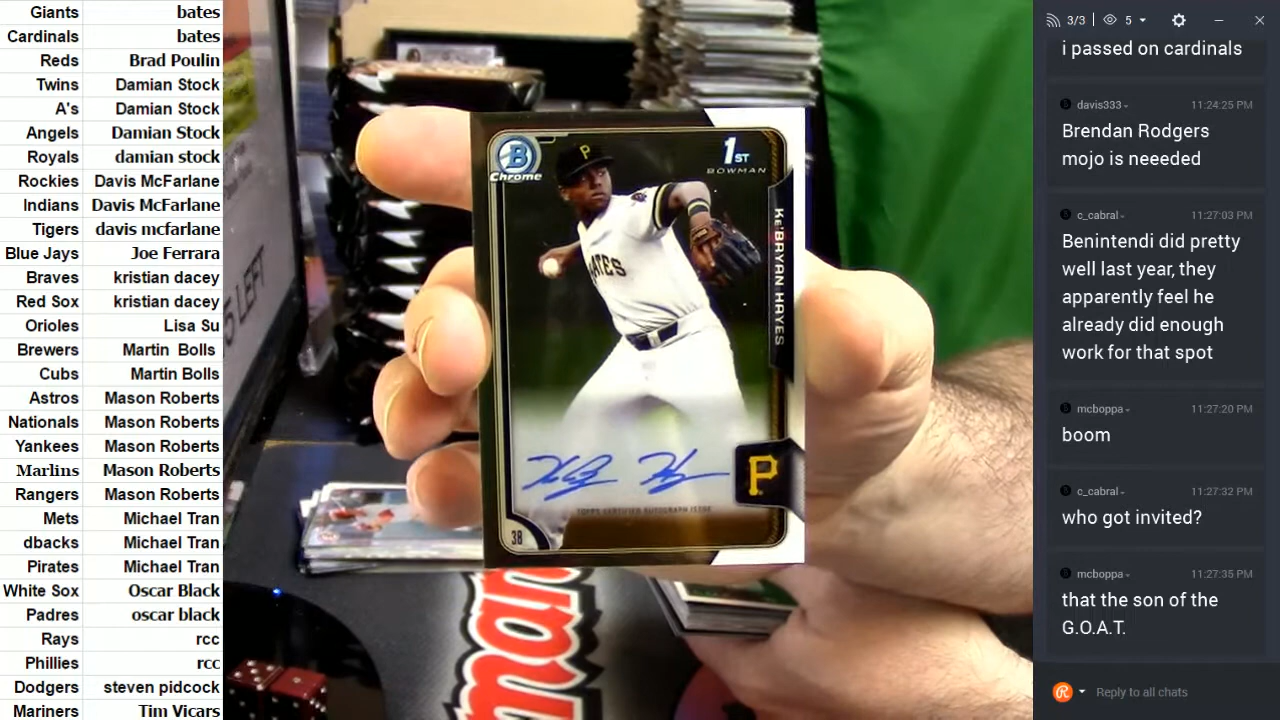 Giants bates
Cardinals bates
Reds Brad Poulin
Twins Damian Stock
A's Damian Stock
Angels Damian Stock
Royals damian stock
Rockies Davis McFarlane
Indians Davis McFarlane
Tigers davis mcfarlane
Blue Jays Joe Ferrara
Braves kristian dacey
Red Sox kristian dacey
Orioles Lisa Su
Brewers Martin Bolls
Cubs Martin Bolls
Astros Mason Roberts
Nationals Mason Roberts
Yankees Mason Roberts
Marlins Mason Roberts
Rangers Mason Roberts
Mets Michael Tran
dbacks Michael Tran
Pirates Michael Tran
White Sox Oscar Black
Padres oscar black
Rays rcc
Phillies rcc
Dodgers steven pidcock
Mariners Tim Vicars
5 LEFT
B
Chrome
P
1ST
BOWMAN
KE'BRYAN HAYES
ATES
P
TOPPS CERTIFIED AUTOGRAPH ISSUE
38
man
3/3 5
i passed on cardinals
davis333 11:24:25 PM
Brendan Rodgers
mojo is neeeded
c_cabral 11:27:03 PM
Benintendi did pretty
well last year, they
apparently feel he
already did enough
work for that spot
mcboppa 11:27:20 PM
boom
c_cabral 11:27:32 PM
who got invited?
mcboppa 11:27:35 PM
that the son of the
G.O.A.T.
Reply to all chats